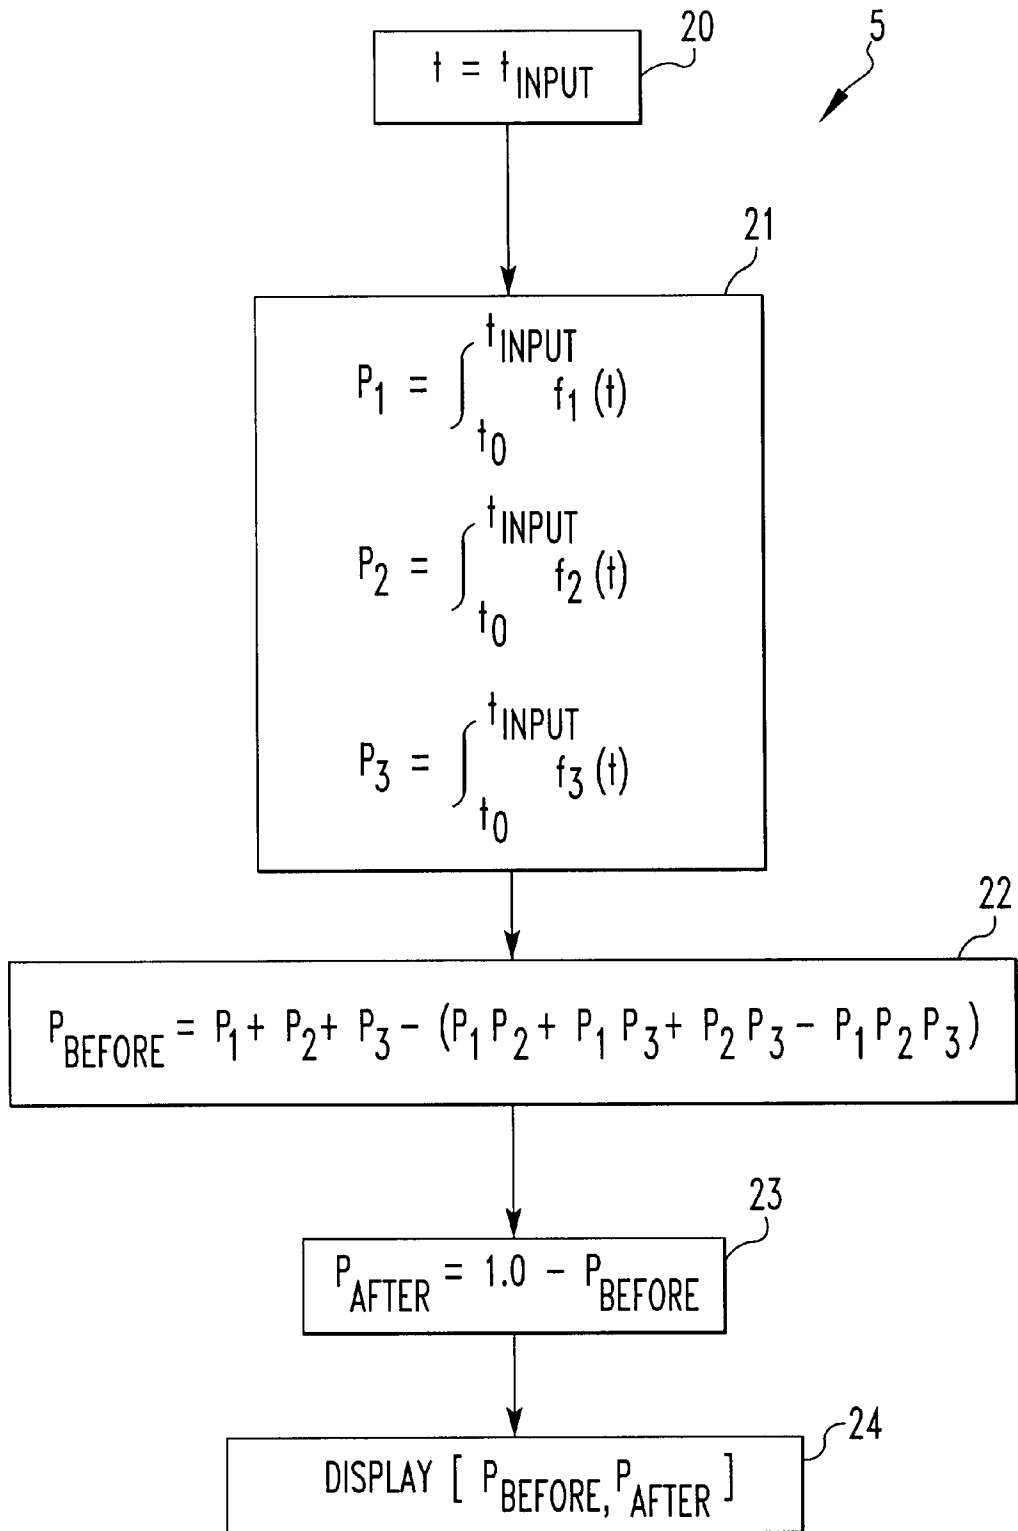 20
5
t = t_INPUT
21
P_1 = ∫_{t_0}^{t_INPUT} f_1 (t)
P_2 = ∫_{t_0}^{t_INPUT} f_2 (t)
P_3 = ∫_{t_0}^{t_INPUT} f_3 (t)
22
P_BEFORE = P_1 + P_2 + P_3 - (P_1 P_2 + P_1 P_3 + P_2 P_3 - P_1 P_2 P_3)
23
P_AFTER = 1.0 - P_BEFORE
24
DISPLAY [ P_BEFORE, P_AFTER ]